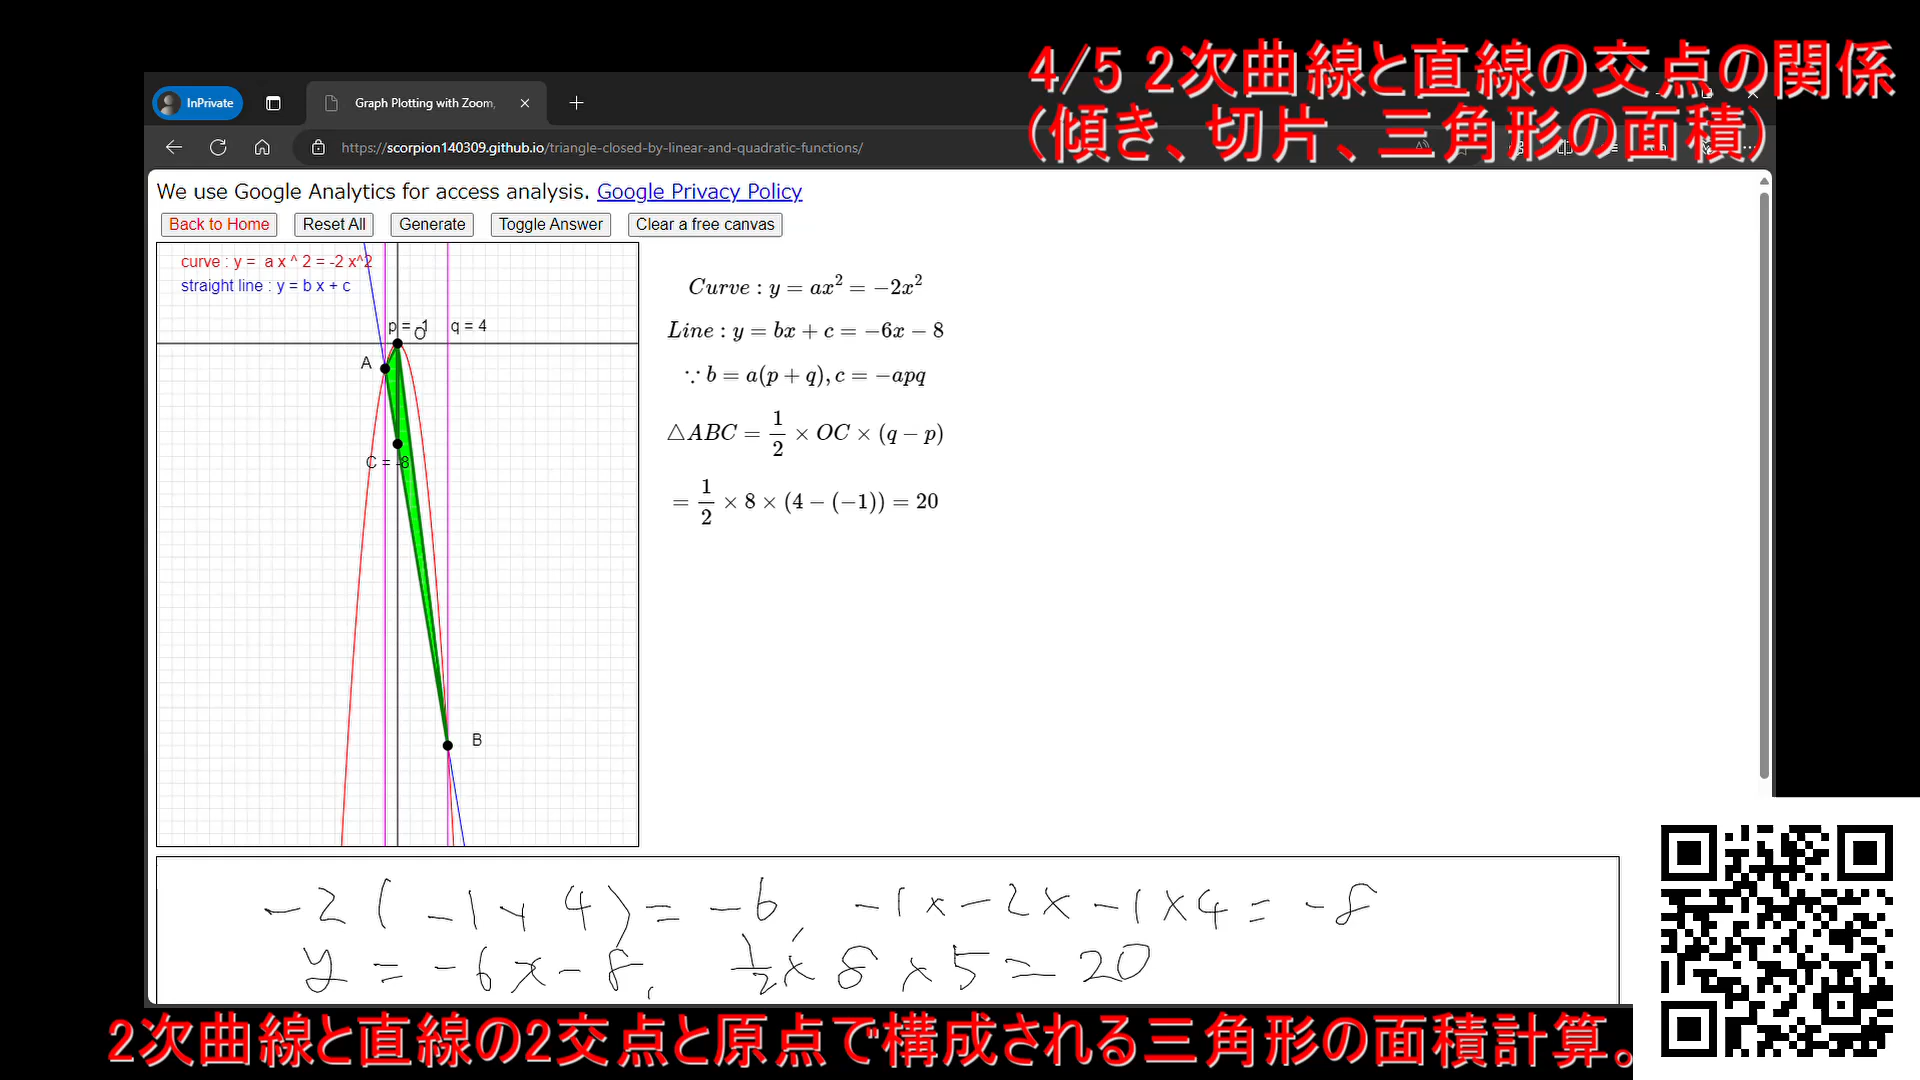 4/5 2次曲線と直線の交点の関係
(傾き、切片、三角形の面積)
InPrivate
Graph Plotting with Zoom,
https://scorpion140309.github.io/triangle-closed-by-linear-and-quadratic-functions/
We use Google Analytics for access analysis. Google Privacy Policy
Back to Home Reset All Generate Toggle Answer Clear a free canvas
curve : y = a x ^ 2 = -2 x^2
straight line : y = b x + c
p = -1 q = 4
O
A
C = -8
B
Curve : y = ax² = −2x²
Line : y = bx + c = −6x − 8
∵ b = a(p + q), c = −apq
△ABC = 1/2 × OC × (q − p)
= 1/2 × 8 × (4 − (−1)) = 20
-2(-1+4) = -6, -1x-2x-1x4 = -8
y = -6x-8, 1/2 x 8 x 5 = 20
2次曲線と直線の2交点と原点で構成される三角形の面積計算。